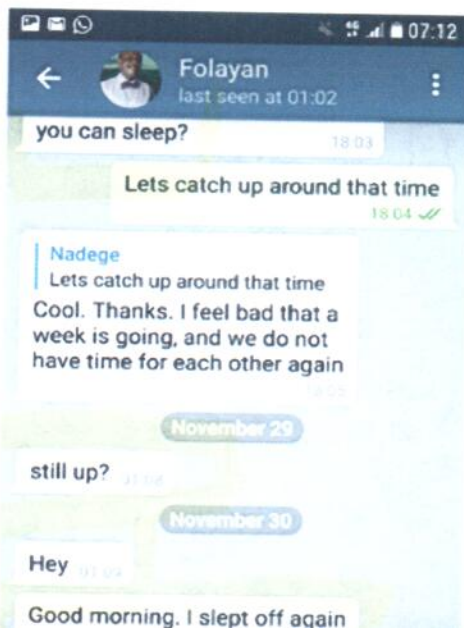 07:12
Folayan
last seen at 01:02
you can sleep?
18:03
Lets catch up around that time
18:04
Nadege
Lets catch up around that time
Cool. Thanks. I feel bad that a
week is going, and we do not
have time for each other again
November 29
still up?
November 30
Hey
Good morning. I slept off again